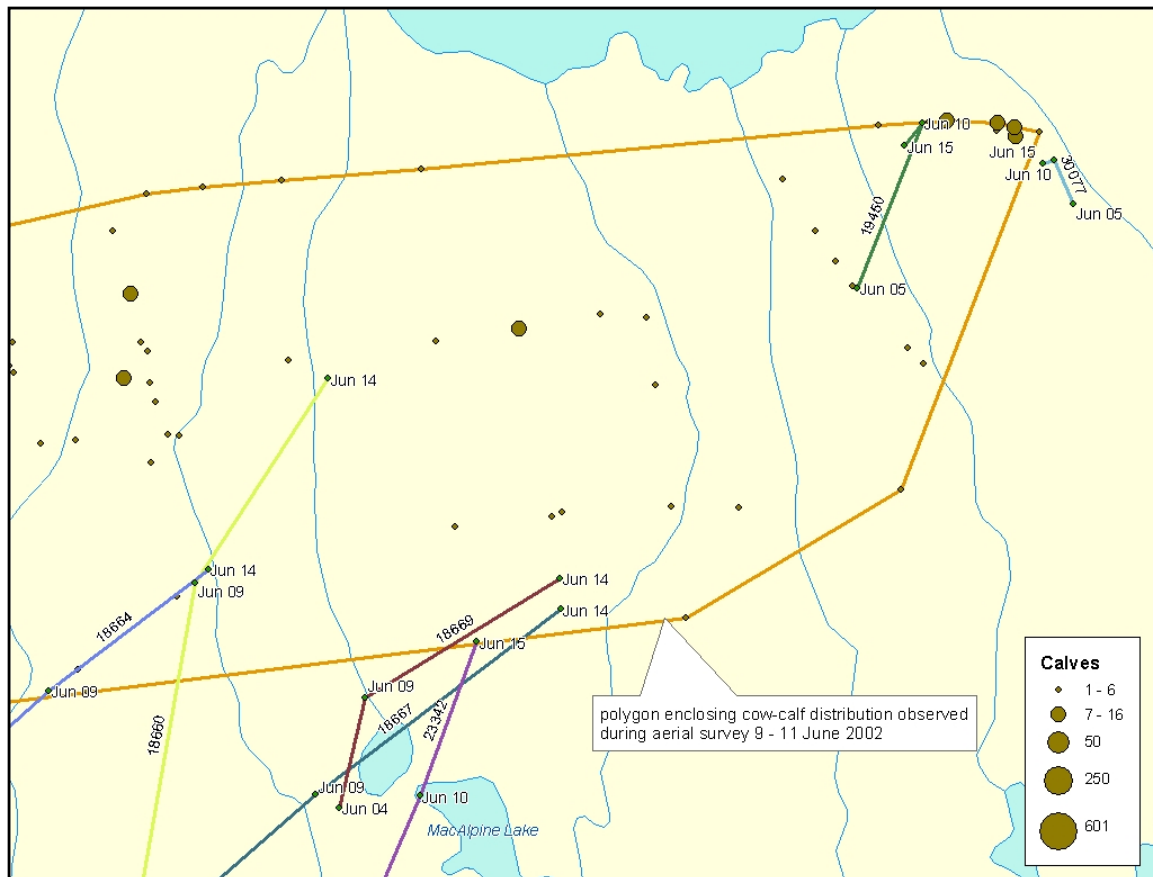 Jun 10
Jun 15
Jun 15
Jun 10
30077
Jun 05
19450
Jun 05
Jun 14
Jun 14
Jun 09
18664
Jun 14
Jun 14
18669
Jun 15
Jun 09
Jun 09
18667
23342
18660
polygon enclosing cow-calf distribution observed
during aerial survey 9 - 11 June 2002
Jun 09
Jun 04
Jun 10
MacAlpine Lake
Calves
1 - 6
7 - 16
50
250
601